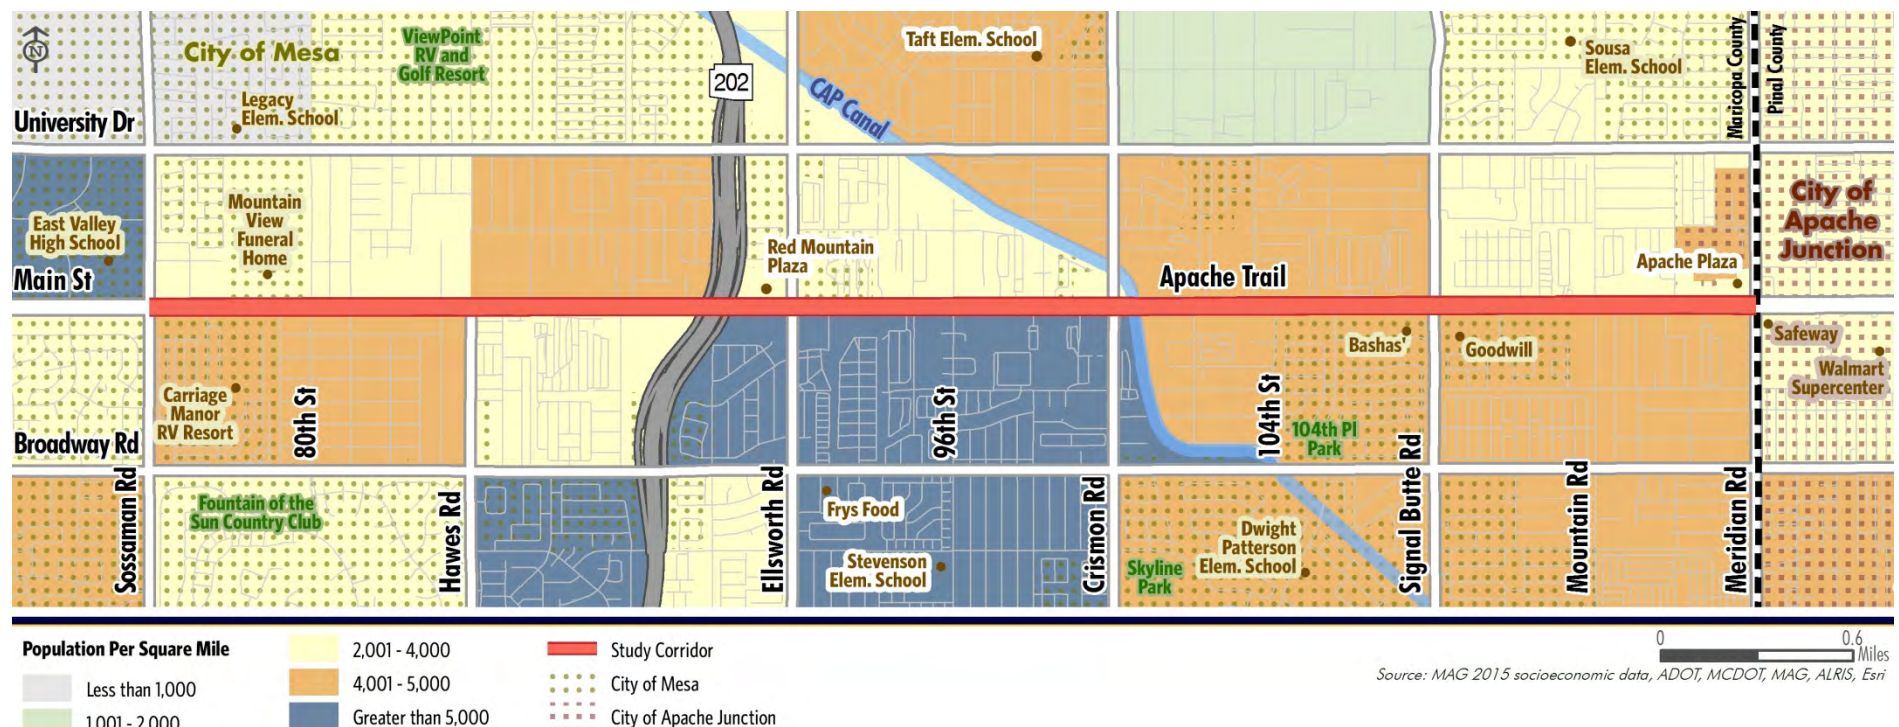 N
City of Mesa
ViewPoint
RV and
Golf Resort
202
Taft Elem. School
CAP Canal
Sousa
Elem. School
Maricopa County
Pinal County
Legacy
Elem. School
University Dr
East Valley
High School
Mountain
View
Funeral
Home
Red Mountain
Plaza
Apache Trail
Apache Plaza
City of
Apache
Junction
Main St
Carriage
Manor
RV Resort
80th St
96th St
104th St
Bashas'
Goodwill
Safeway
Walmart
Supercenter
104th Pl
Park
Broadway Rd
Sossaman Rd
Fountain of the
Sun Country Club
Hawes Rd
Ellsworth Rd
Frys Food
Stevenson
Elem. School
Crismon Rd
Skyline
Park
Dwight
Patterson
Elem. School
Signal Butte Rd
Mountain Rd
Meridian Rd
Population Per Square Mile
Less than 1,000
1,001 - 2,000
2,001 - 4,000
4,001 - 5,000
Greater than 5,000
Study Corridor
City of Mesa
City of Apache Junction
0 0.6
Miles
Source: MAG 2015 socioeconomic data, ADOT, MCDOT, MAG, ALRIS, Esri